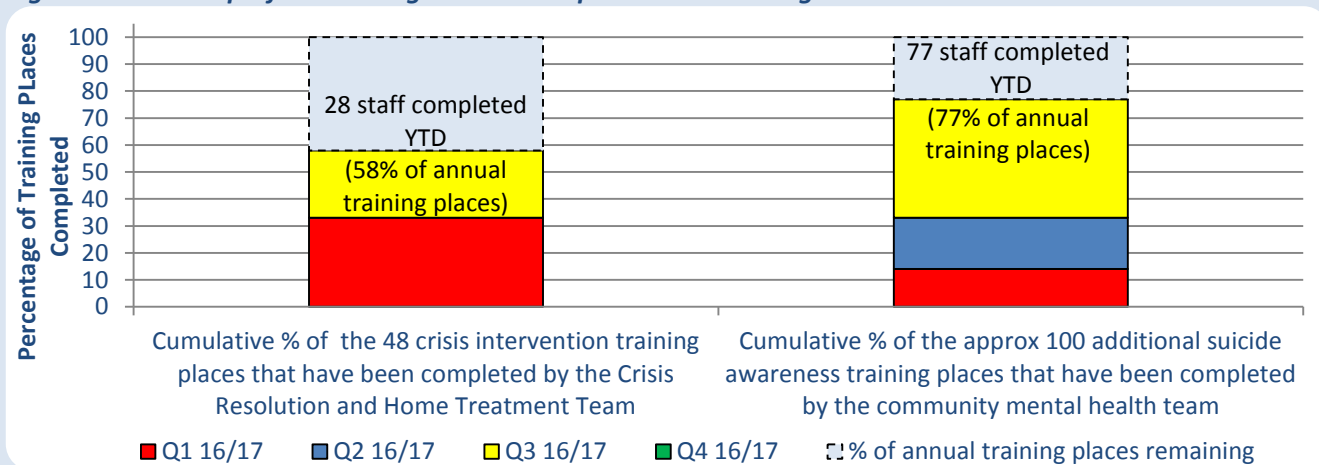 Percentage of Training PLaces
Completed
100
90
80
70
60
50
40
30
20
10
0
28 staff completed
YTD
(58% of annual
training places)
77 staff completed
YTD
(77% of annual
training places)
Cumulative % of the 48 crisis intervention training
places that have been completed by the Crisis
Resolution and Home Treatment Team
Cumulative % of the approx 100 additional suicide
awareness training places that have been completed
by the community mental health team
Q1 16/17 Q2 16/17 Q3 16/17 Q4 16/17 % of annual training places remaining